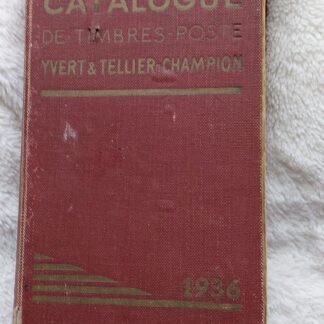 CATALOGUE
DE·TIMBRES-POSTE
YVERT & TELLIER-CHAMPION
1936